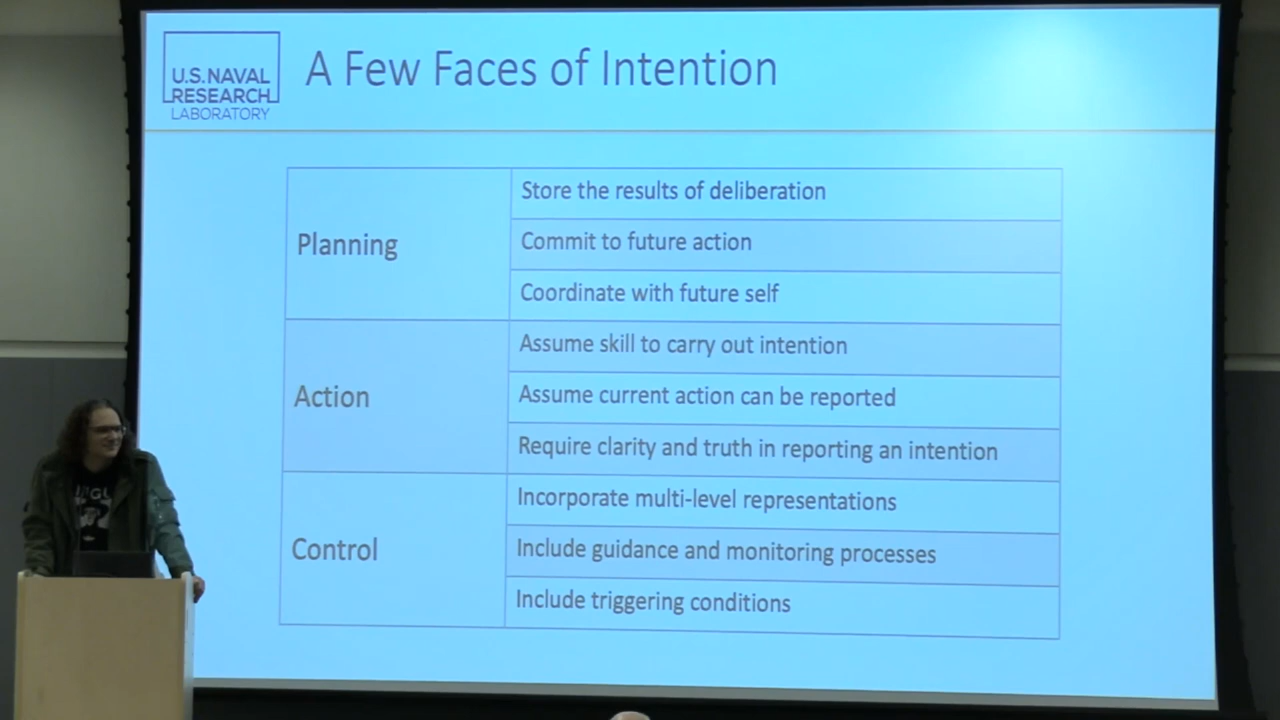 U.S. NAVAL
RESEARCH
LABORATORY
A Few Faces of Intention
Planning
Store the results of deliberation
Commit to future action
Coordinate with future self
Action
Assume skill to carry out intention
Assume current action can be reported
Require clarity and truth in reporting an intention
Control
Incorporate multi-level representations
Include guidance and monitoring processes
Include triggering conditions